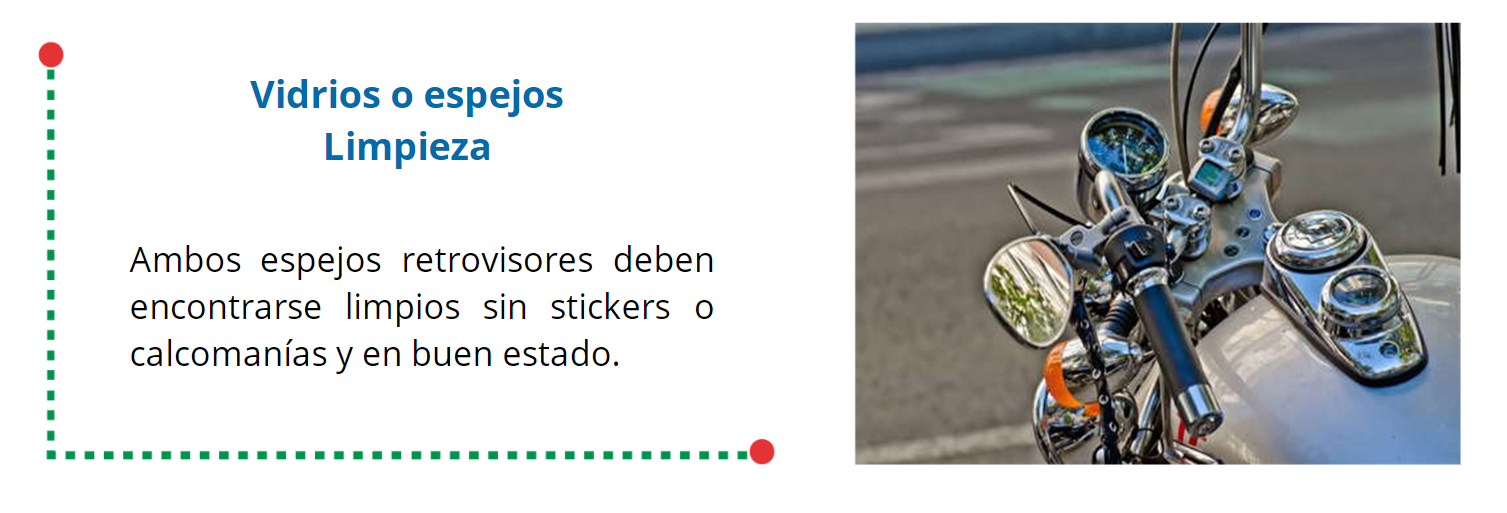 Vidrios o espejos
Limpieza
Ambos espejos retrovisores deben
encontrarse limpios sin stickers o
calcomanías y en buen estado.